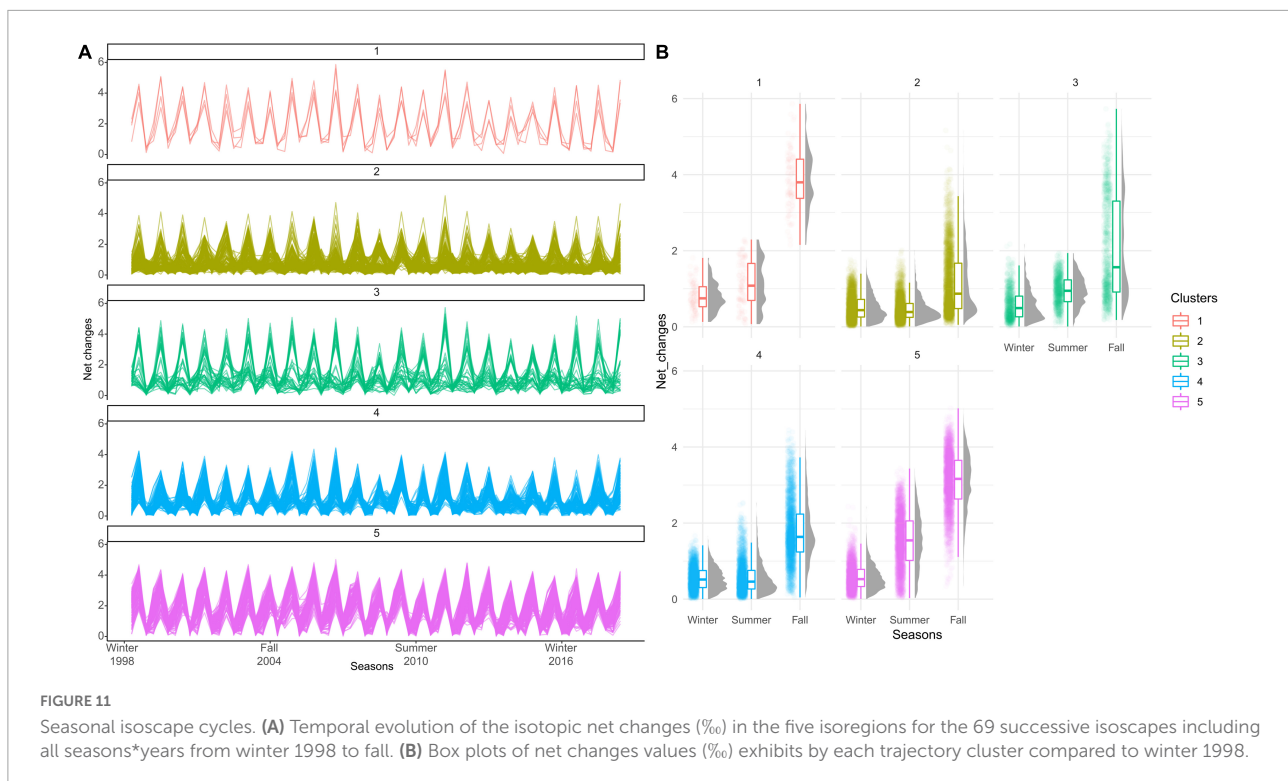 A
1
6
4
2
0
2
6
4
2
0
3
6
4
2
0
4
6
4
2
0
5
6
4
2
0
Net changes
Winter
1998
Fall
2004
Summer
2010
Winter
2016
Seasons
B
1
2
3
6
4
2
0
Winter
Summer
Fall
4
5
6
4
2
0
Winter
Summer
Fall
Winter
Summer
Fall
Net_changes
Seasons
Clusters
1
2
3
4
5
FIGURE 11
Seasonal isoscape cycles. (A) Temporal evolution of the isotopic net changes (‰) in the five isoregions for the 69 successive isoscapes including
all seasons*years from winter 1998 to fall. (B) Box plots of net changes values (‰) exhibits by each trajectory cluster compared to winter 1998.